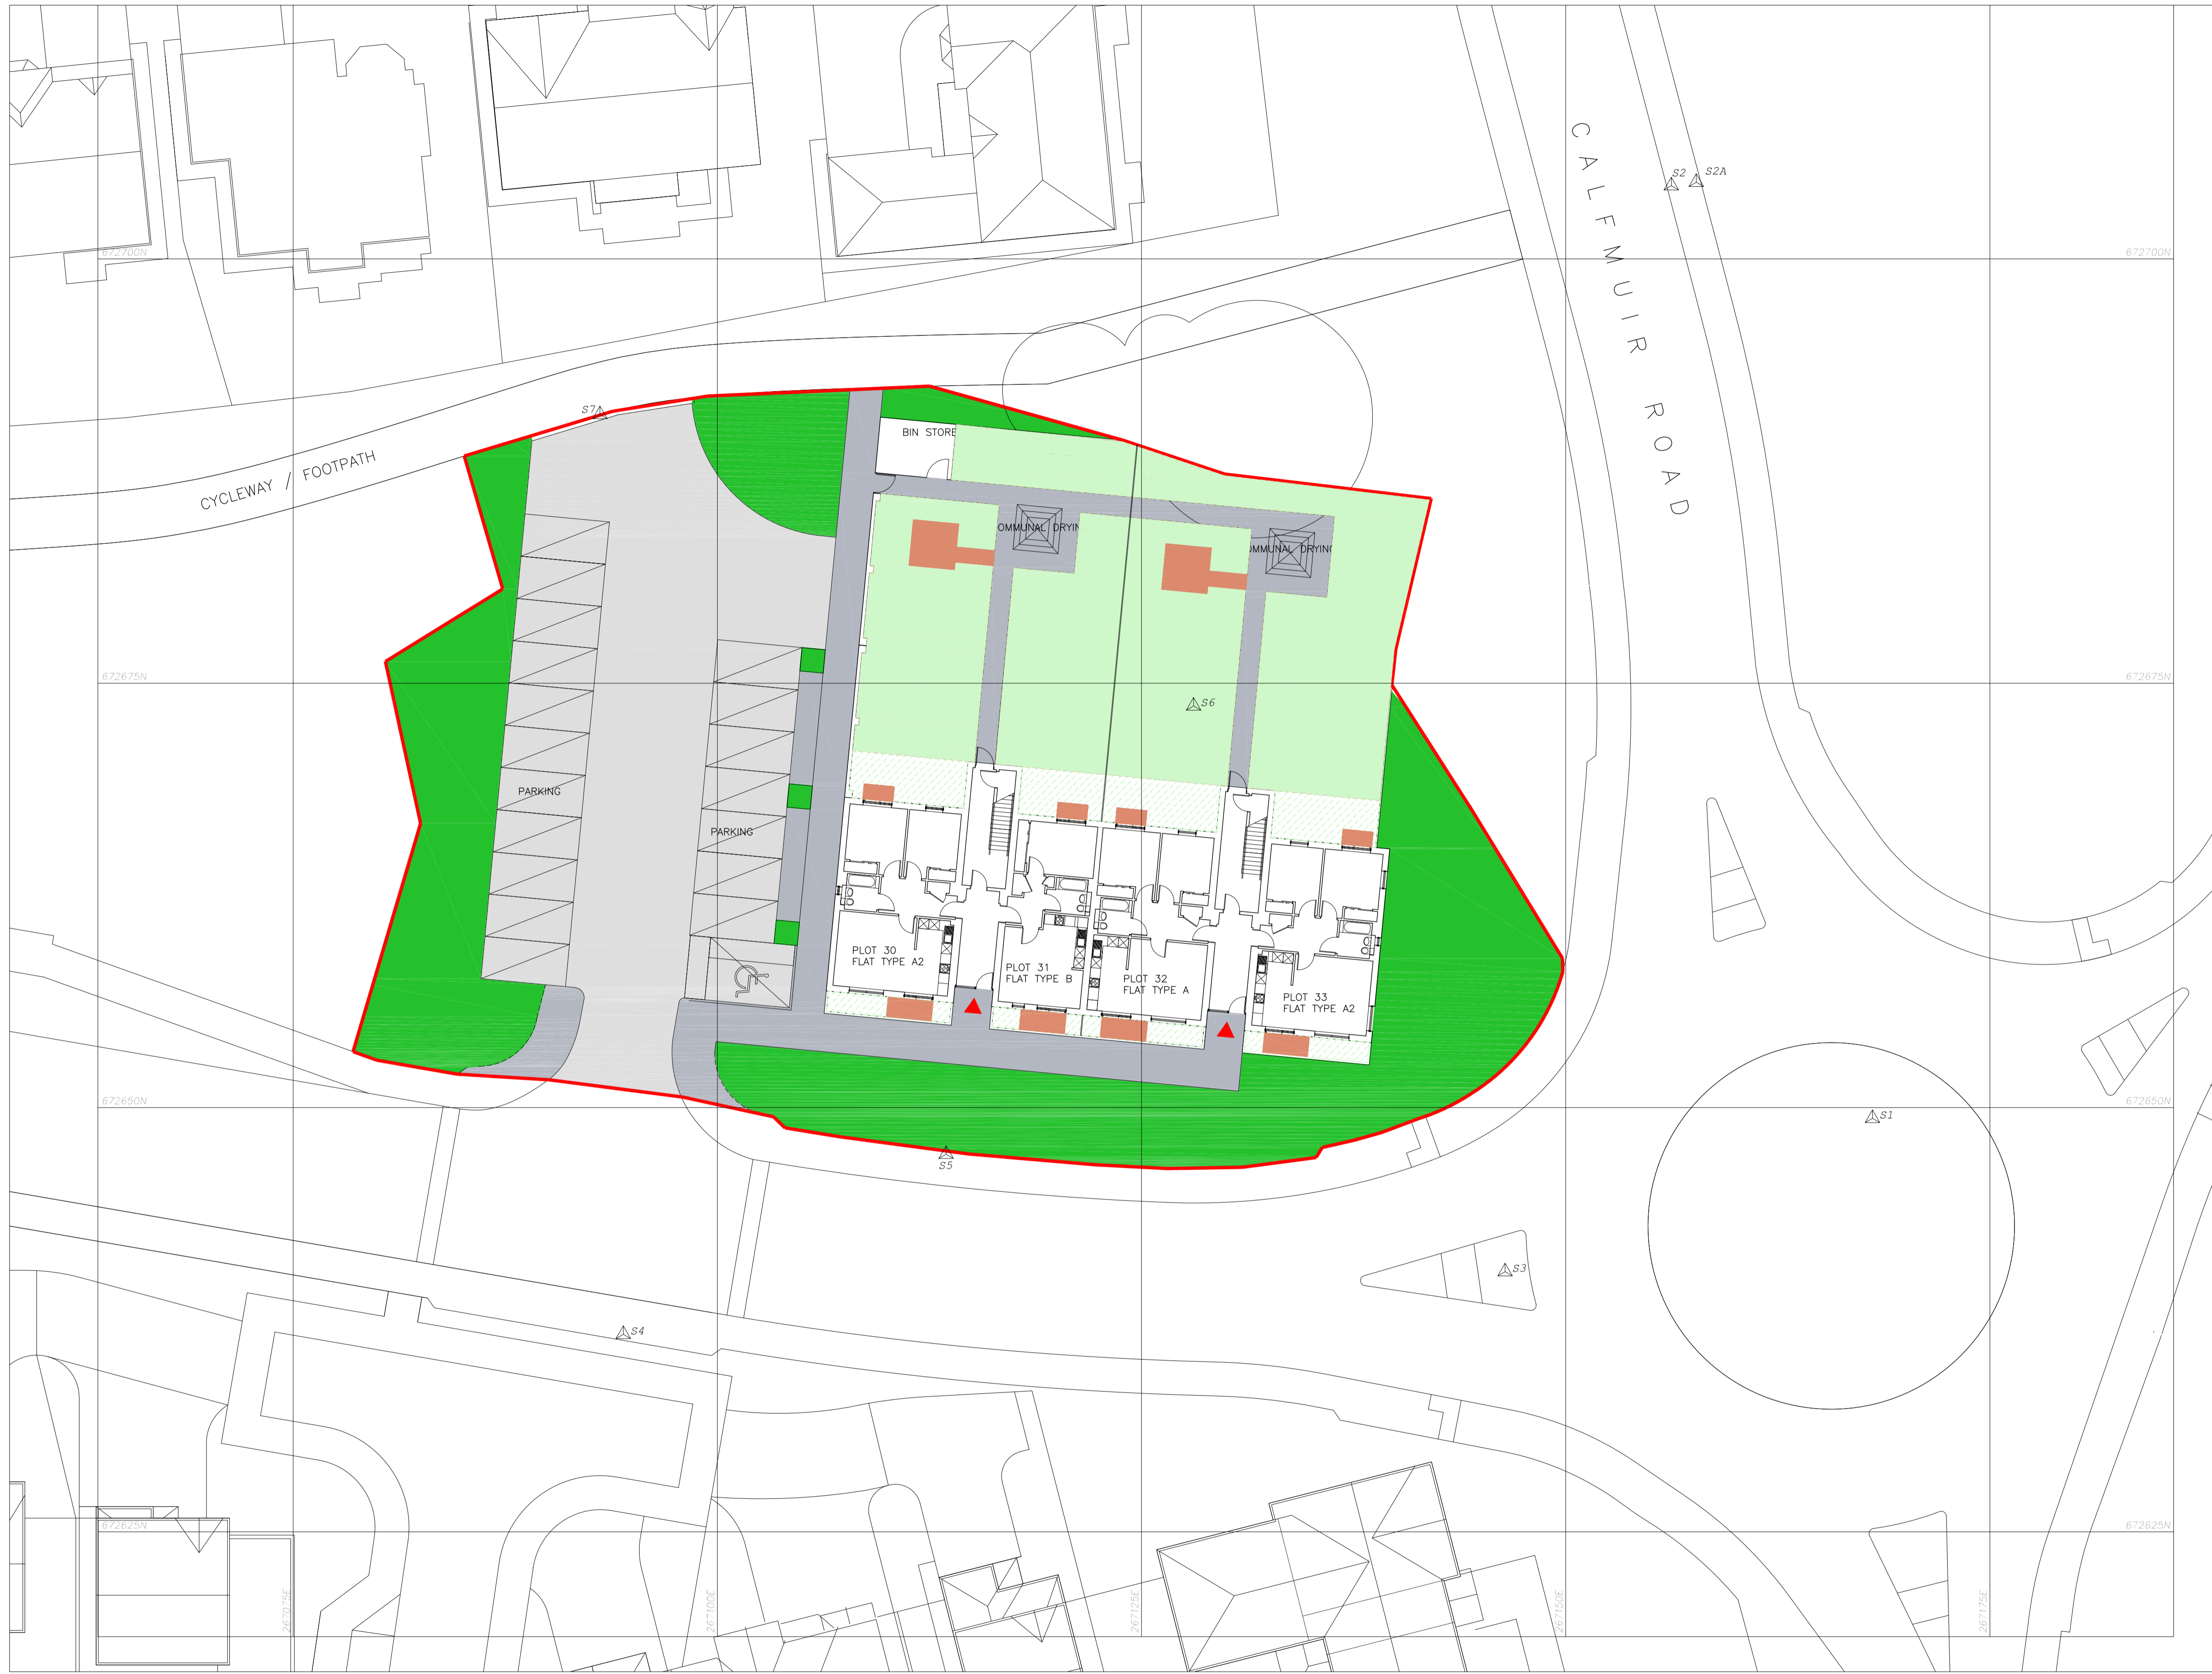 S2
S2A
CALFMUIR ROAD
672700N
672700N
S7
CYCLEWAY / FOOTPATH
BIN STORE
OMMUNAL DRYIN
OMMUNAL DRYING
672675N
672675N
S6
PARKING
PARKING
PLOT 30
FLAT TYPE A2
PLOT 31
FLAT TYPE B
PLOT 32
FLAT TYPE A
PLOT 33
FLAT TYPE A2
672650N
672650N
S1
S5
S3
S4
672625N
672625N
267075E
267100E
267125E
267150E
267175E